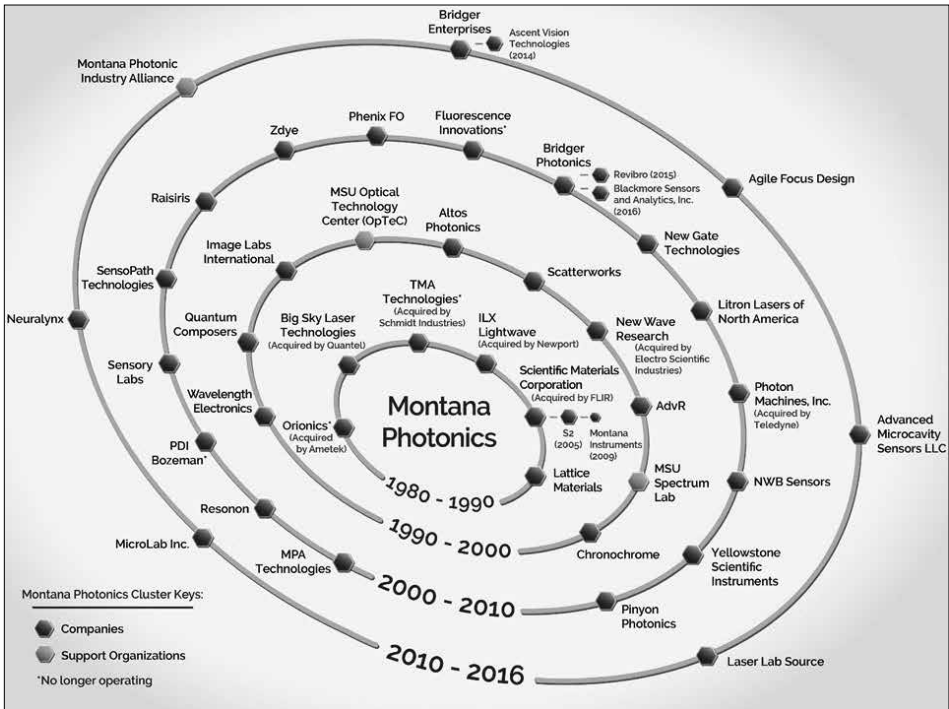 Bridger
Enterprises
Ascent Vision
Technologies
(2014)
Montana Photonic
Industry Alliance
Phenix FO
Fluorescence
Innovations*
Zdye
Bridger
Photonics
Revibro (2015)
Blackmore Sensors
and Analytics, Inc.
(2016)
Agile Focus Design
Raisiris
MSU Optical
Technology
Center (OpTeC)
Altos
Photonics
New Gate
Technologies
Image Labs
International
Scatterworks
SensoPath
Technologies
TMA
Technologies*
(Acquired by
Schmidt Industries)
Litron Lasers of
North America
Neuralynx
Quantum
Composers
Big Sky Laser
Technologies
(Acquired by Quantel)
ILX
Lightwave
(Acquired by Newport)
New Wave
Research
(Acquired by
Electro Scientific
Industries)
Sensory
Labs
Scientific Materials
Corporation
(Acquired by FLIR)
Photon
Machines, Inc.
(Acquired by
Teledyne)
Wavelength
Electronics
Montana
Photonics
AdvR
Orionics*
(Acquired
by Ametek)
S2
(2005)
Montana
Instruments
(2009)
Advanced
Microcavity
Sensors LLC
PDI
Bozeman*
Lattice
Materials
MSU
Spectrum
Lab
NWB Sensors
1980 - 1990
Resonon
1990 - 2000
MicroLab Inc.
Chronochrome
MPA
Technologies
Yellowstone
Scientific
Instruments
2000 - 2010
Pinyon
Photonics
Montana Photonics Cluster Keys:
Companies
Support Organizations
*No longer operating
2010 - 2016
Laser Lab Source